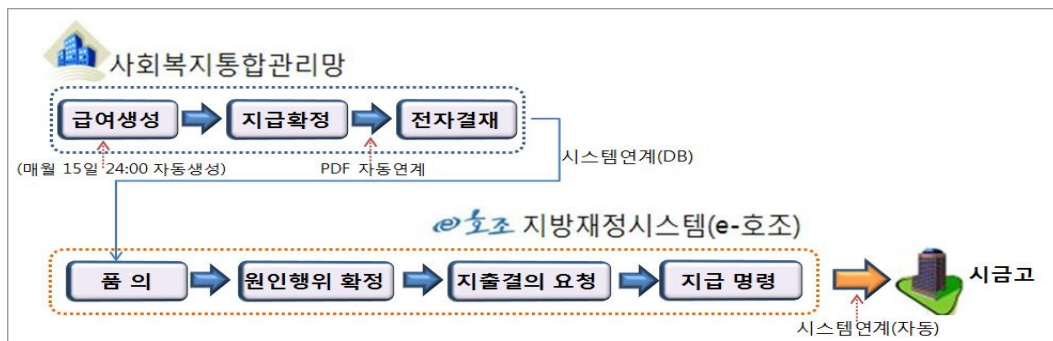 사회복지통합관리망
급여생성
지급확정
전자결재
(매월 15일 24:00 자동생성)
PDF 자동연계
시스템연계(DB)
e호조 지방재정시스템(e-호조)
품 의
원인행위 확정
지출결의 요청
지급 명령
시금고
시스템연계(자동)